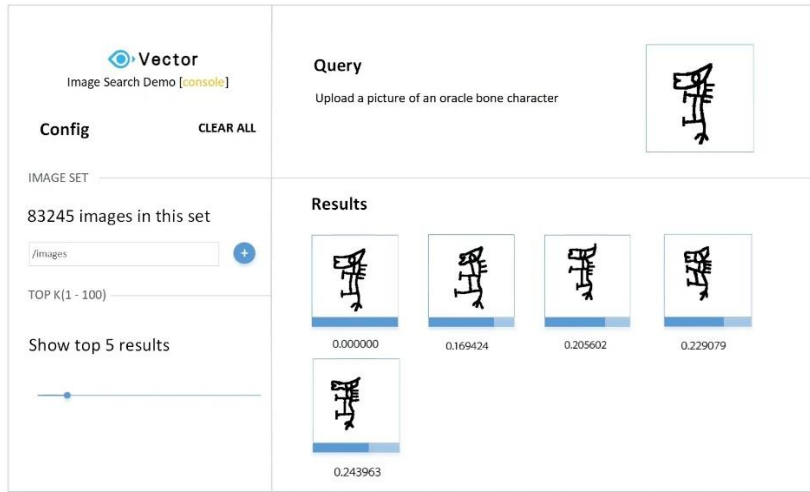 Vector
Image Search Demo [console]
Config
CLEAR ALL
IMAGE SET
83245 images in this set
/images
+
TOP K(1 - 100)
Show top 5 results
Query
Upload a picture of an oracle bone character
Results
0.000000
0.169424
0.205602
0.229079
0.243963